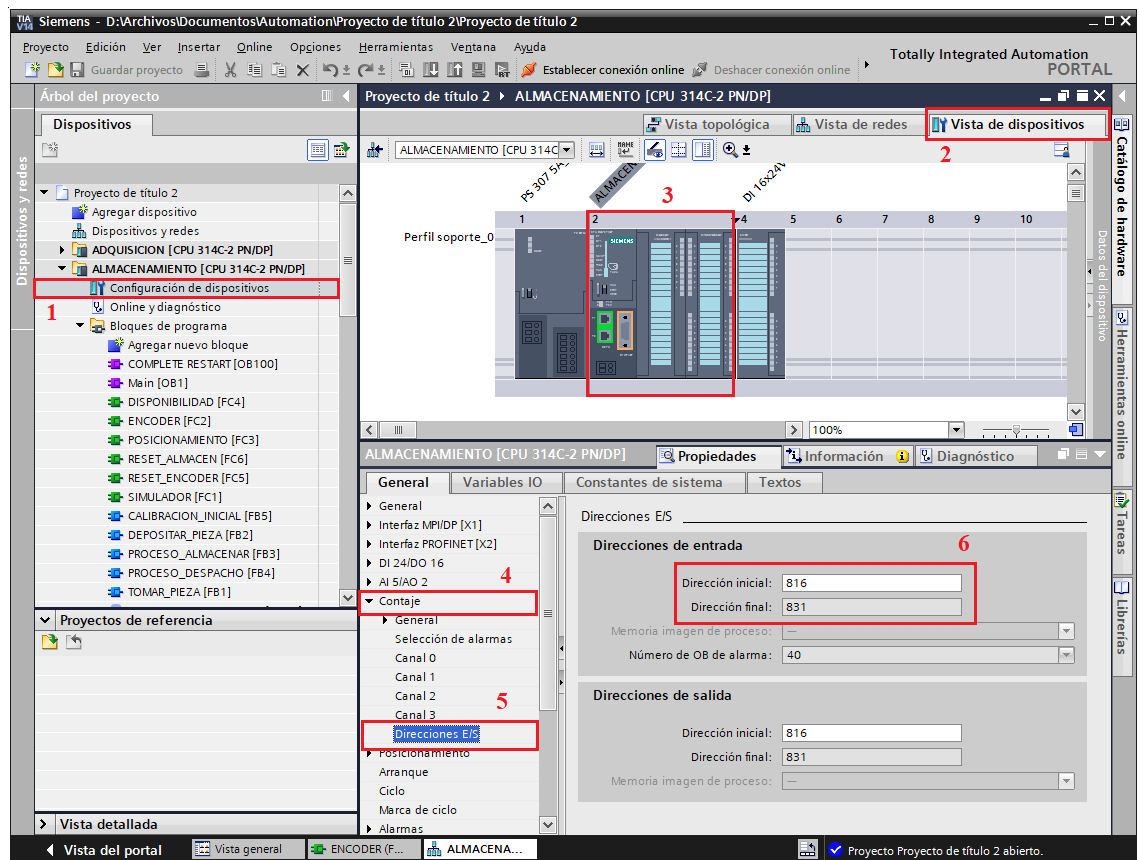 TIA V14 Siemens - D:\Archivos\Documentos\Automation\Proyecto de título 2\Proyecto de título 2
Proyecto Edición Ver Insertar Online Opciones Herramientas Ventana Ayuda
Totally Integrated Automation
PORTAL
Guardar proyecto
Establecer conexión online
Deshacer conexión online
Árbol del proyecto
Dispositivos
Dispositivos y redes
Proyecto de título 2
Agregar dispositivo
Dispositivos y redes
ADQUISICION [CPU 314C-2 PN/DP]
ALMACENAMIENTO [CPU 314C-2 PN/DP]
Configuración de dispositivos
1
Online y diagnóstico
Bloques de programa
Agregar nuevo bloque
COMPLETE RESTART [OB100]
Main [OB1]
DISPONIBILIDAD [FC4]
ENCODER [FC2]
POSICIONAMIENTO [FC3]
RESET_ALMACEN [FC6]
RESET_ENCODER [FC5]
SIMULADOR [FC1]
CALIBRACION_INICIAL [FB5]
DEPOSITAR_PIEZA [FB2]
PROCESO_ALMACENAR [FB3]
PROCESO_DESPACHO [FB4]
TOMAR_PIEZA [FB1]
Proyectos de referencia
Vista detallada
Proyecto de título 2 ALMACENAMIENTO [CPU 314C-2 PN/DP]
Vista topológica
Vista de redes
Vista de dispositivos
2
ALMACENAMIENTO [CPU 314C
PS 307 5A_
ALMACEN
DI 16x24V
3
1 2 4 5 6 7 8 9 10
Perfil soporte_0
SIEMENS
100%
Datos del dispositivo
Catálogo de hardware
Herramientas online
Tareas
Librerías
ALMACENAMIENTO [CPU 314C-2 PN/DP]
Propiedades
Información
Diagnóstico
General
Variables IO
Constantes de sistema
Textos
General
Interfaz MPI/DP [X1]
Interfaz PROFINET [X2]
DI 24/DO 16
AI 5/AO 2
4
Contaje
General
Selección de alarmas
Canal 0
Canal 1
Canal 2
Canal 3
5
Direcciones E/S
Posicionamiento
Arranque
Ciclo
Marca de ciclo
Alarmas
Direcciones E/S
Direcciones de entrada
6
Dirección inicial: 816
Dirección final: 831
Memoria imagen de proceso: —
Número de OB de alarma: 40
Direcciones de salida
Dirección inicial: 816
Dirección final: 831
Memoria imagen de proceso: —
Vista del portal
Vista general
ENCODER (F...
ALMACENA...
Proyecto Proyecto de título 2 abierto.